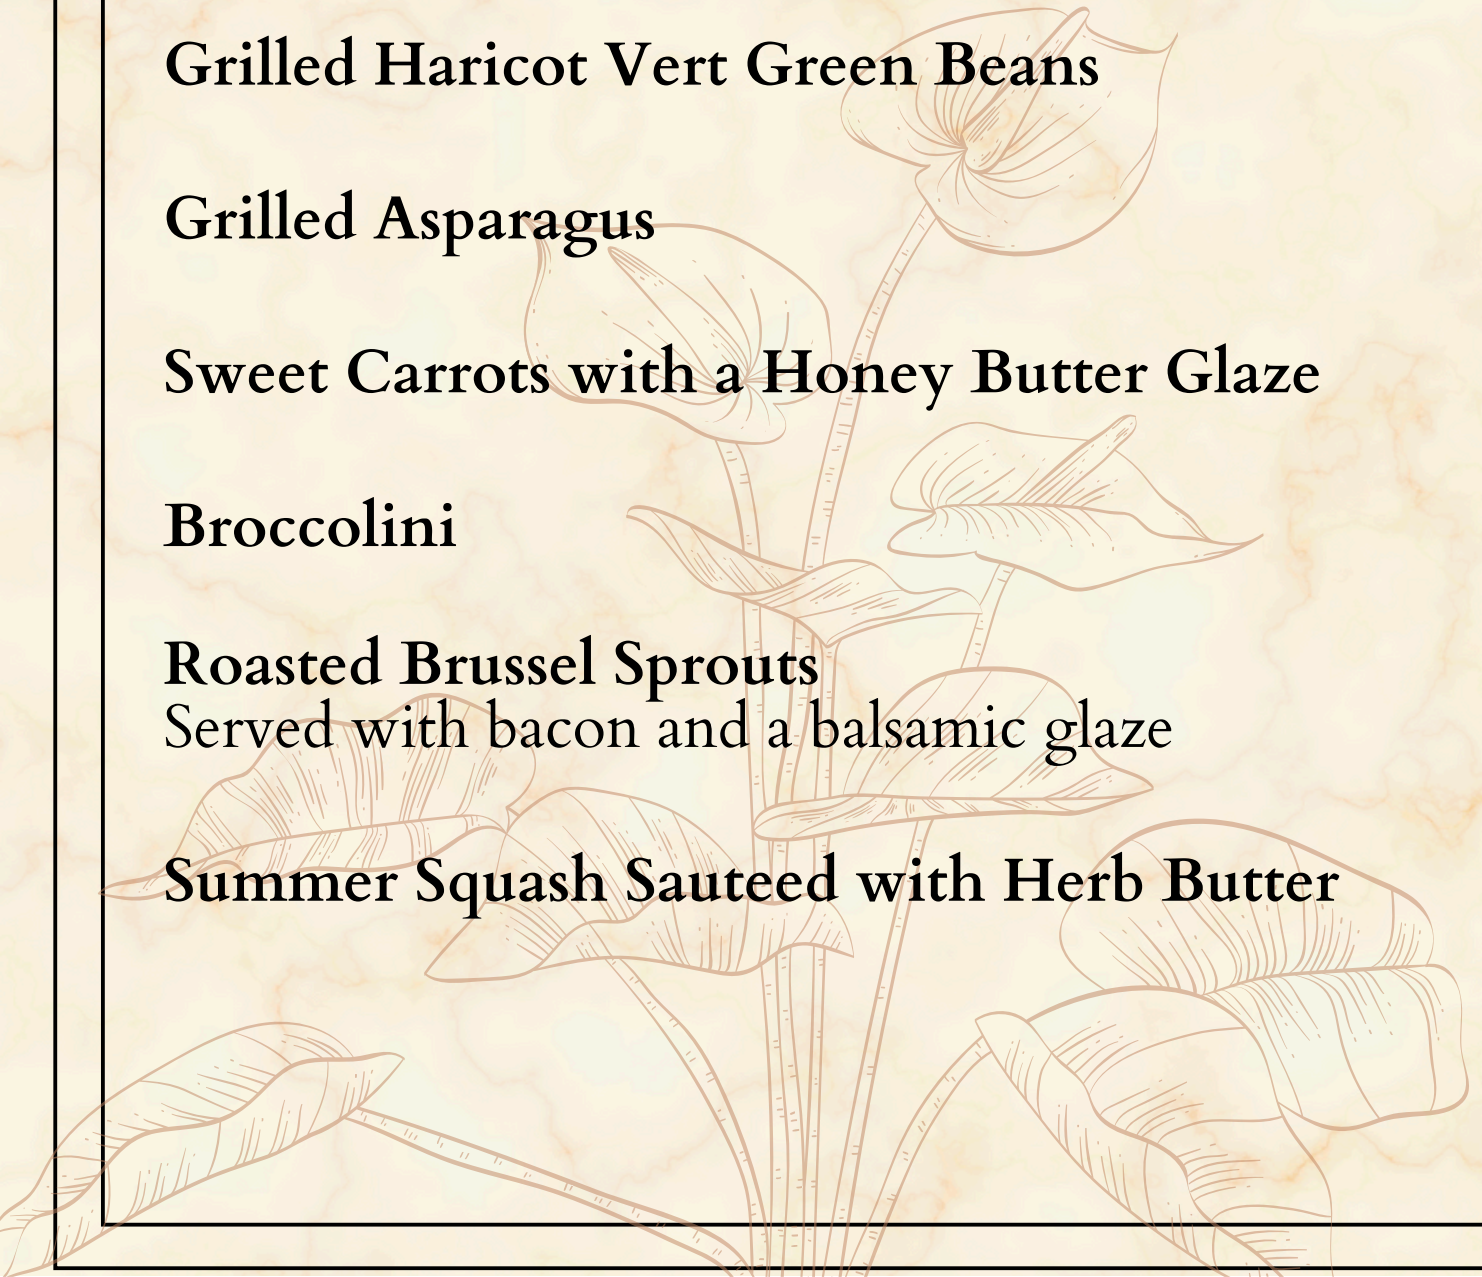 Grilled Haricot Vert Green Beans
Grilled Asparagus
Sweet Carrots with a Honey Butter Glaze
Broccolini
Roasted Brussel Sprouts
Served with bacon and a balsamic glaze
Summer Squash Sauteed with Herb Butter